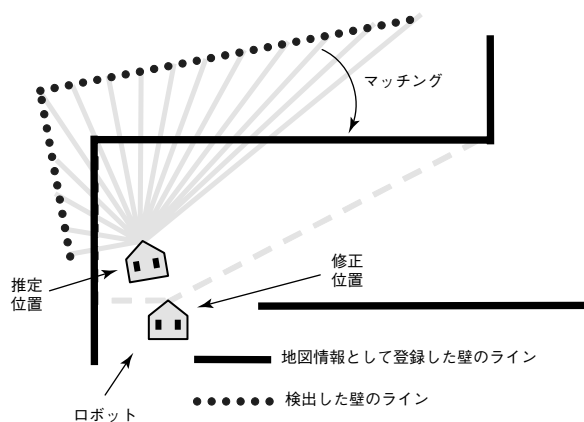 マッチング
推定
位置
修正
位置
地図情報として登録した壁のライン
検出した壁のライン
ロボット